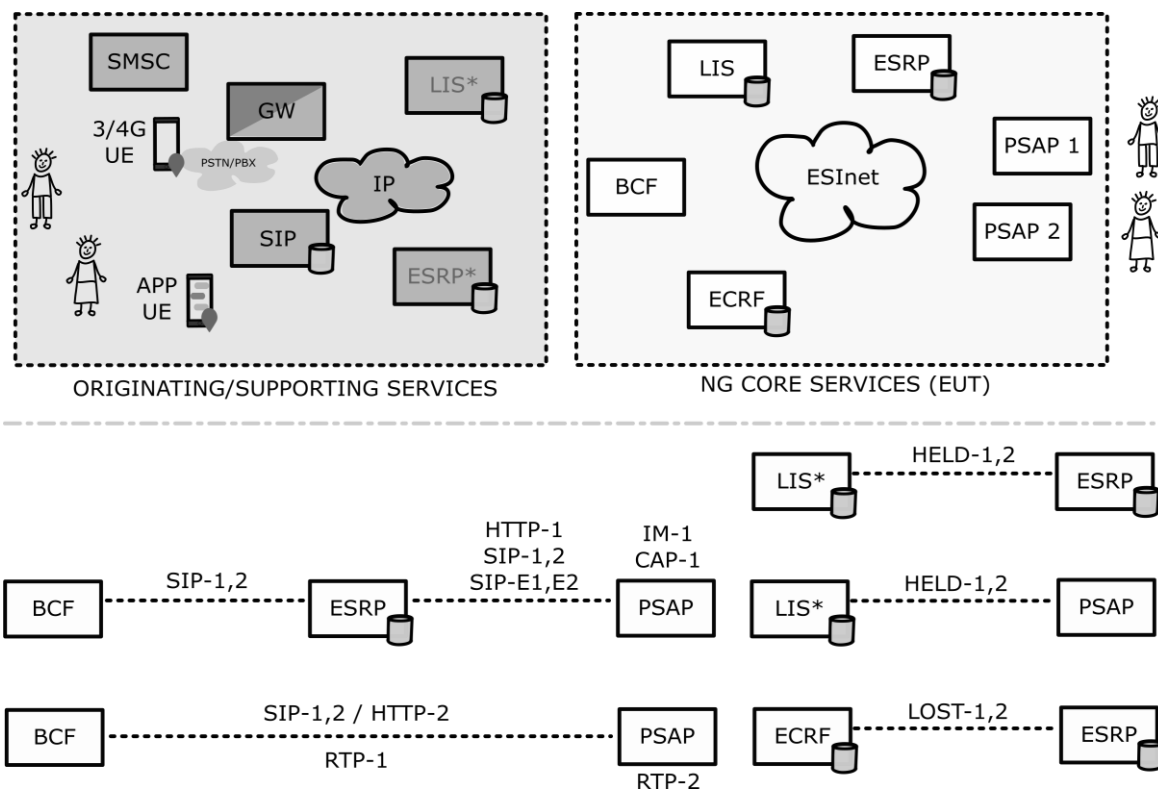 SMSC
LIS*
GW
3/4G
UE
PSTN/PBX
IP
SIP
ESRP*
APP
UE
ORIGINATING/SUPPORTING SERVICES
LIS
ESRP
PSAP 1
ESInet
BCF
PSAP 2
ECRF
NG CORE SERVICES (EUT)
BCF
SIP-1,2
ESRP
HTTP-1
SIP-1,2
SIP-E1,E2
IM-1
CAP-1
PSAP
BCF
SIP-1,2 / HTTP-2
RTP-1
PSAP
RTP-2
LIS*
HELD-1,2
ESRP
LIS*
HELD-1,2
PSAP
ECRF
LOST-1,2
ESRP